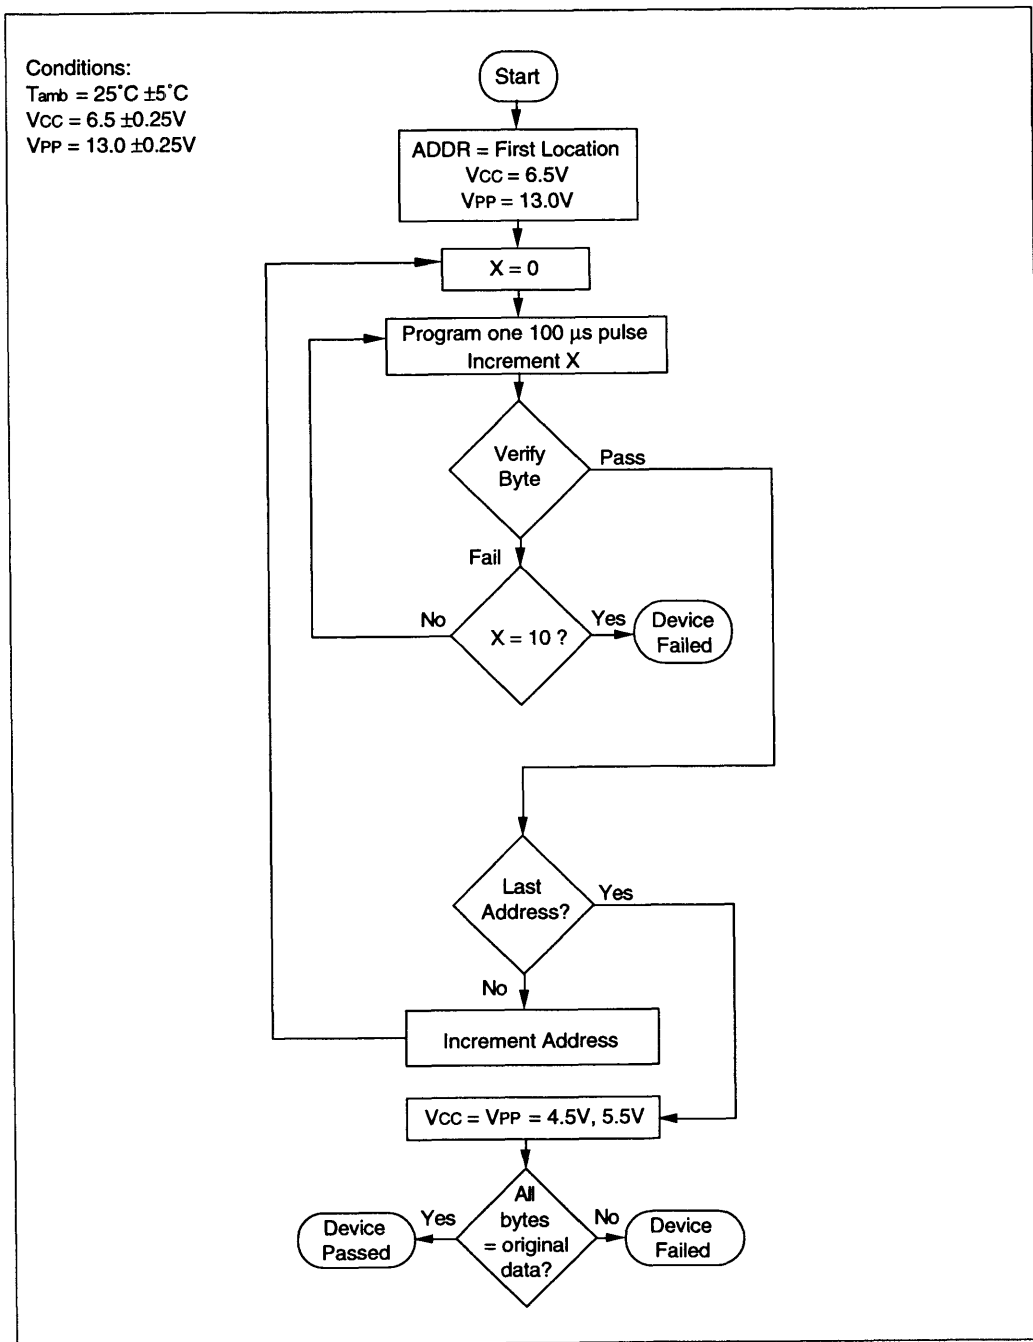 Conditions:
Tamb = 25˚C ±5˚C
VCC = 6.5 ±0.25V
VPP = 13.0 ±0.25V
Start
ADDR = First Location
VCC = 6.5V
VPP = 13.0V
X = 0
Program one 100 µs pulse
Increment X
Verify
Byte
Pass
Fail
X = 10 ?
No
Yes
Device
Failed
Last
Address?
Yes
No
Increment Address
VCC = VPP = 4.5V, 5.5V
All
bytes
= original
data?
Yes
Device
Passed
No
Device
Failed